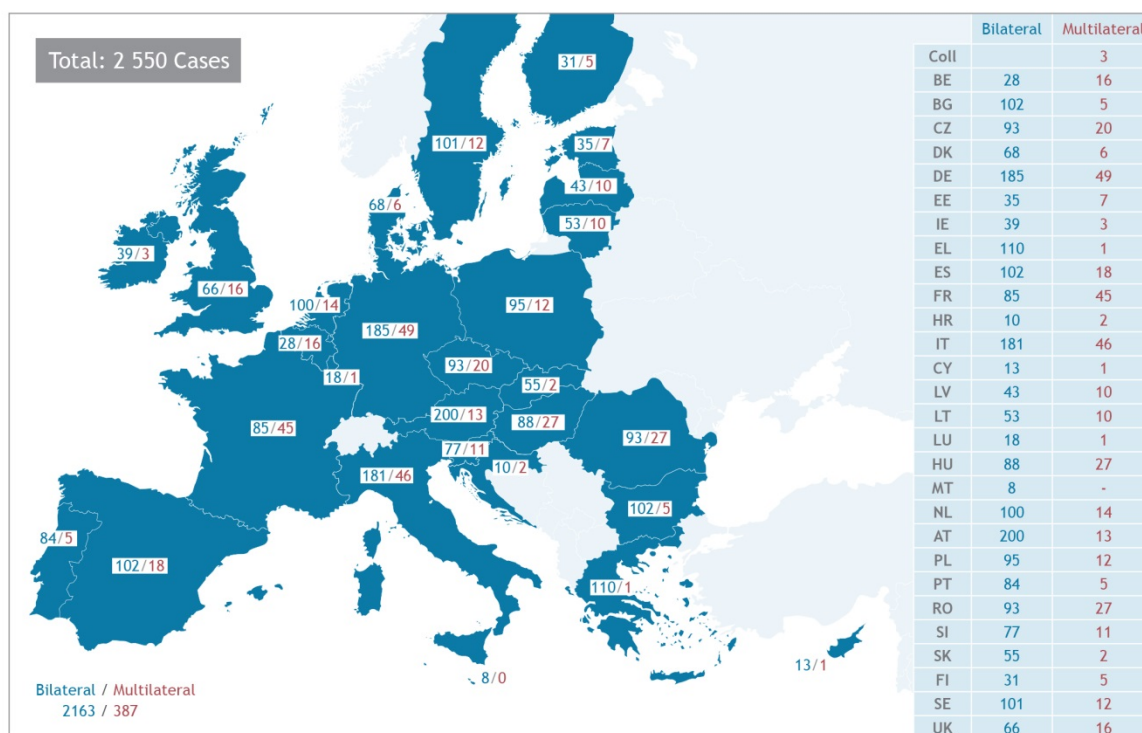 Total: 2 550 Cases
31/5
101/12
35/7
43/10
68/6
53/10
39/3
66/16
100/14
95/12
185/49
28/16
93/20
18/1
55/2
200/13
88/27
85/45
93/27
77/11
10/2
181/46
102/5
84/5
102/18
110/1
13/1
8/0
Bilateral / Multilateral
2163 / 387
Bilateral Multilateral
Coll 3
BE 28 16
BG 102 5
CZ 93 20
DK 68 6
DE 185 49
EE 35 7
IE 39 3
EL 110 1
ES 102 18
FR 85 45
HR 10 2
IT 181 46
CY 13 1
LV 43 10
LT 53 10
LU 18 1
HU 88 27
MT 8 -
NL 100 14
AT 200 13
PL 95 12
PT 84 5
RO 93 27
SI 77 11
SK 55 2
FI 31 5
SE 101 12
UK 66 16